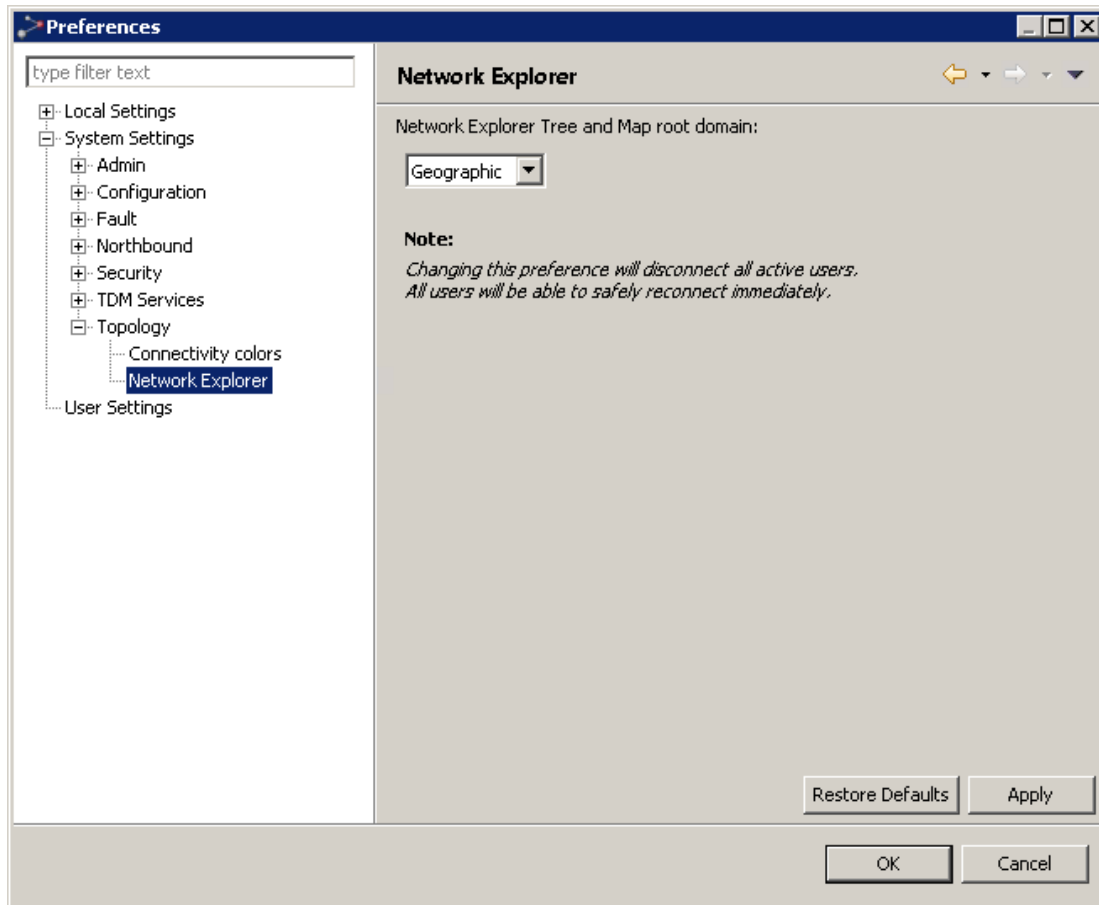 Preferences
type filter text
Local Settings
System Settings
Admin
Configuration
Fault
Northbound
Security
TDM Services
Topology
Connectivity colors
Network Explorer
User Settings
Network Explorer
Network Explorer Tree and Map root domain:
Geographic
Note:
Changing this preference will disconnect all active users.
All users will be able to safely reconnect immediately.
Restore Defaults
Apply
OK
Cancel